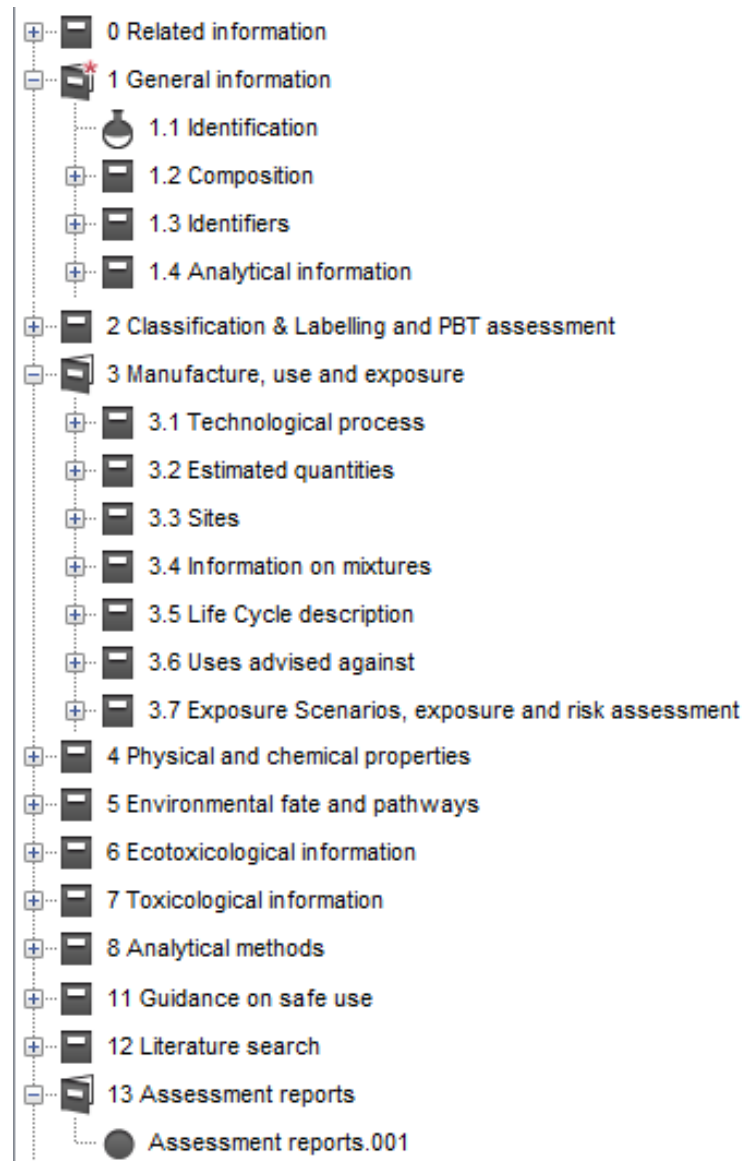 0 Related information
1 General information
1.1 Identification
1.2 Composition
1.3 Identifiers
1.4 Analytical information
2 Classification & Labelling and PBT assessment
3 Manufacture, use and exposure
3.1 Technological process
3.2 Estimated quantities
3.3 Sites
3.4 Information on mixtures
3.5 Life Cycle description
3.6 Uses advised against
3.7 Exposure Scenarios, exposure and risk assessment
4 Physical and chemical properties
5 Environmental fate and pathways
6 Ecotoxicological information
7 Toxicological information
8 Analytical methods
11 Guidance on safe use
12 Literature search
13 Assessment reports
Assessment reports.001